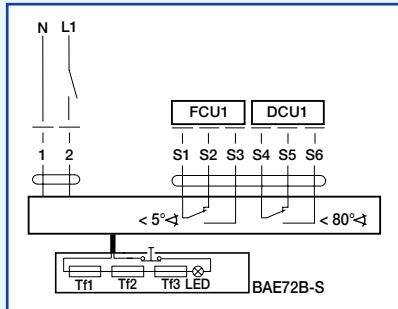 N L1
FCU1 DCU1
1 2 S1 S2 S3 S4 S5 S6
< 5° < 80°
T
Tf1 Tf2 Tf3 LED BAE72B-S